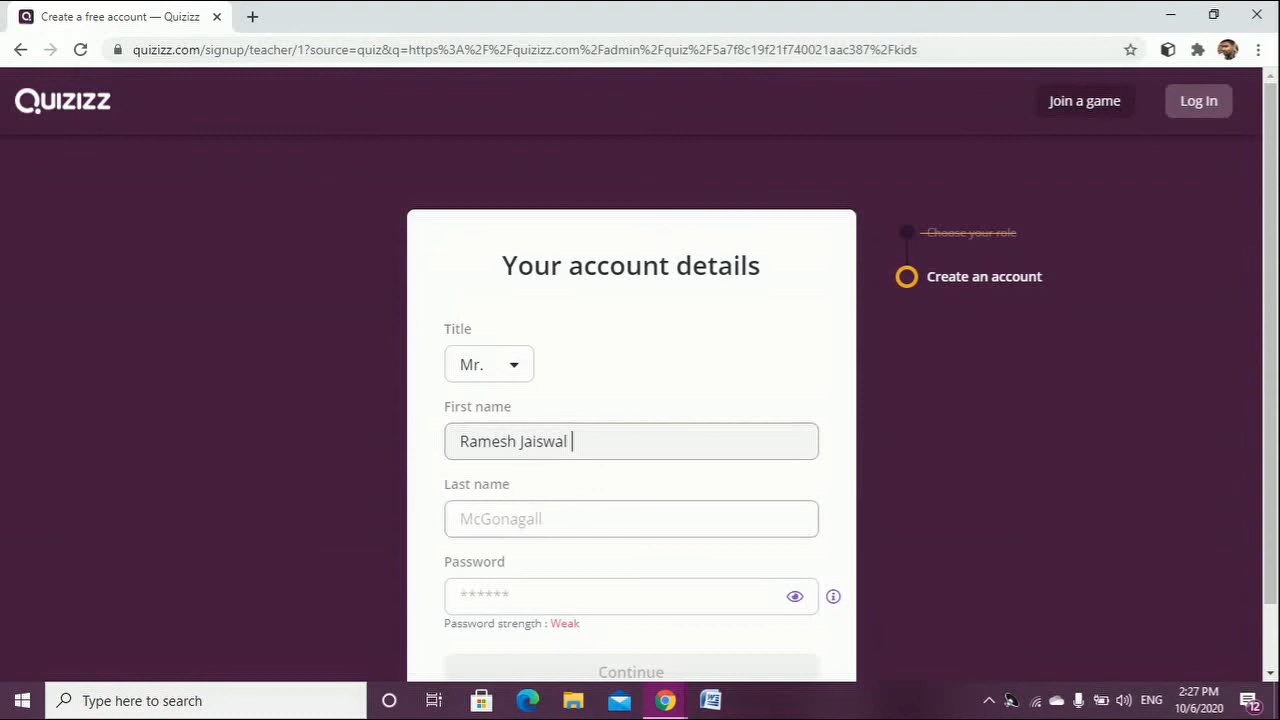 Create a free account — Quizizz
quizizz.com/signup/teacher/1?source=quiz&q=https%3A%2F%2Fquizizz.com%2Fadmin%2Fquiz%2F5a7f8c19f21f740021aac387%2Fkids
Quizizz
Join a game
Log In
Your account details
Choose your role
Create an account
Title
Mr.
First name
Ramesh Jaiswal
Last name
McGonagall
Password
******
Password strength : Weak
Continue
Type here to search
ENG
2:27 PM
10/6/2020
12